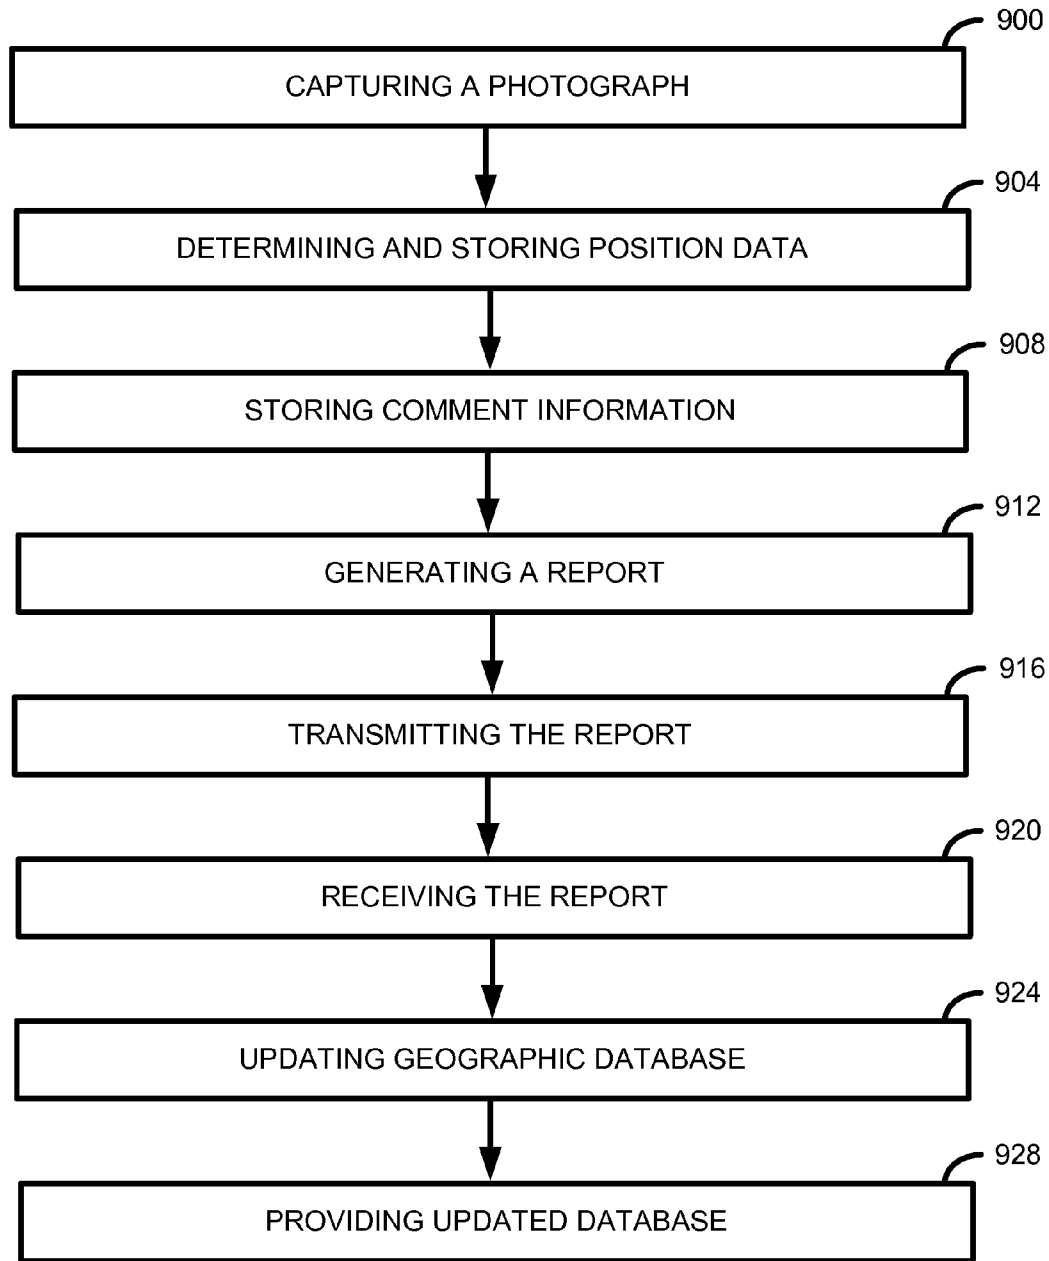 900
CAPTURING A PHOTOGRAPH
904
DETERMINING AND STORING POSITION DATA
908
STORING COMMENT INFORMATION
912
GENERATING A REPORT
916
TRANSMITTING THE REPORT
920
RECEIVING THE REPORT
924
UPDATING GEOGRAPHIC DATABASE
928
PROVIDING UPDATED DATABASE